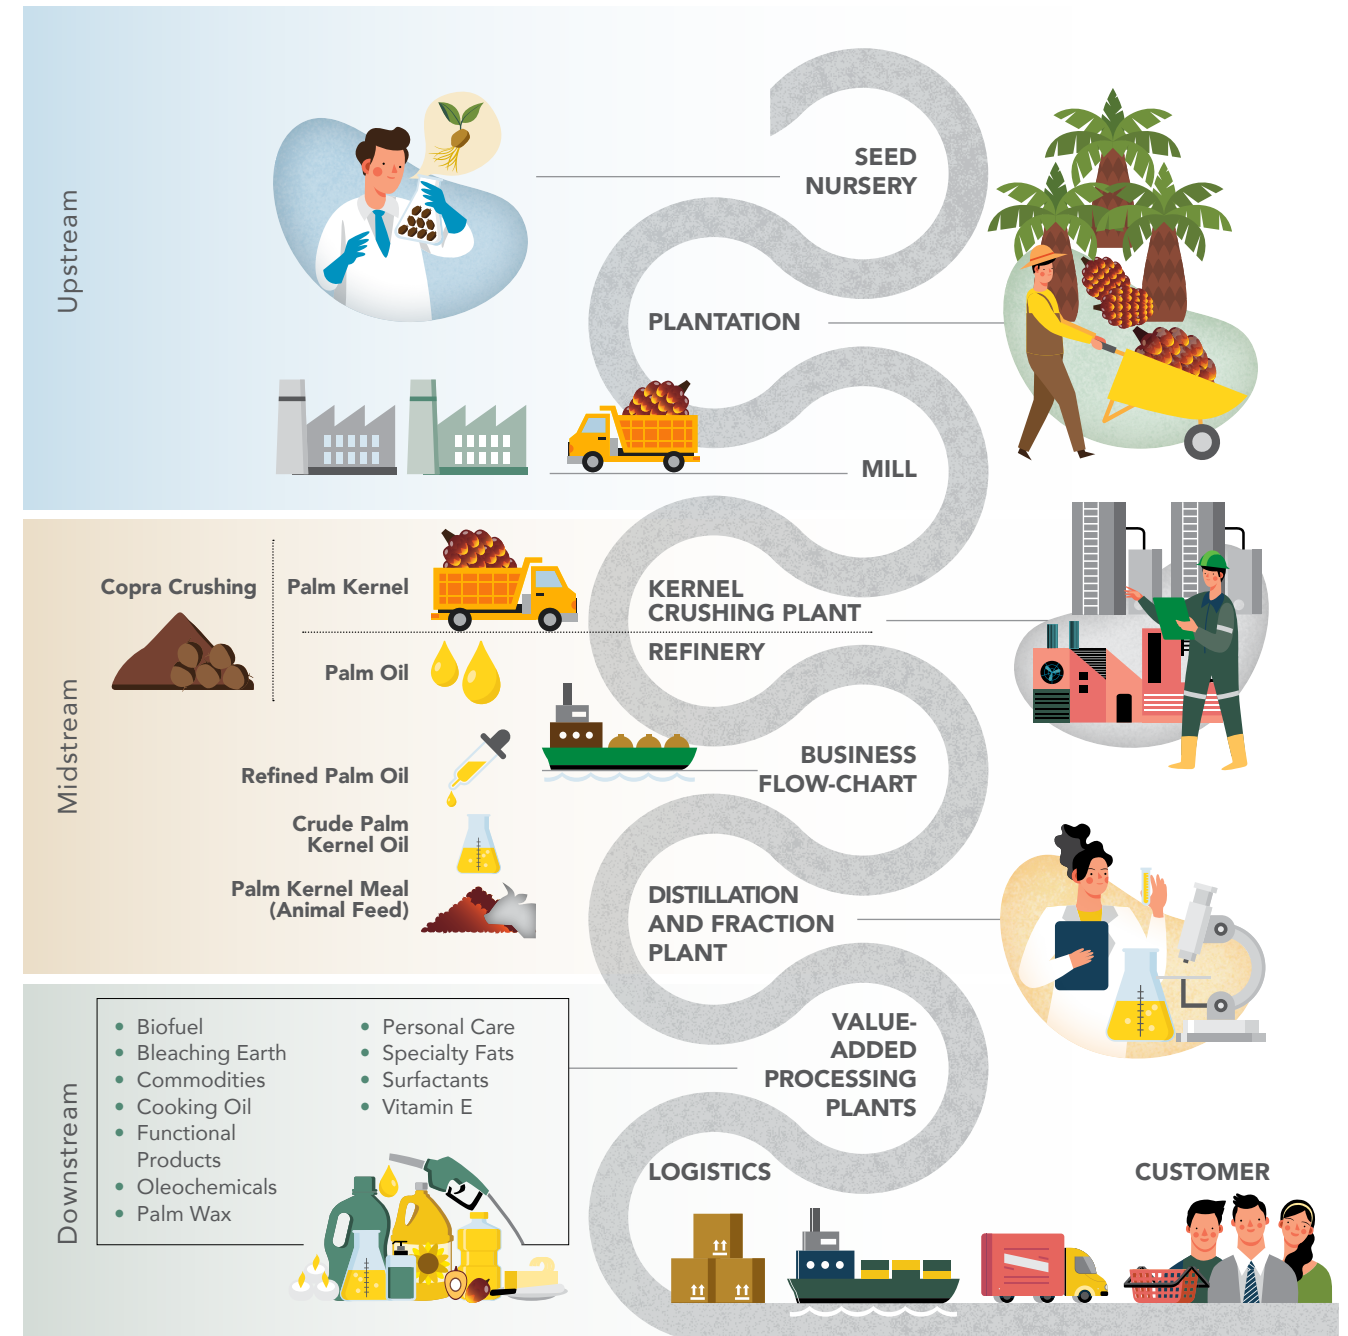 Upstream
SEED
NURSERY
PLANTATION
MILL
Midstream
Copra Crushing
Palm Kernel
KERNEL
CRUSHING PLANT
Palm Oil
REFINERY
Refined Palm Oil
BUSINESS
FLOW-CHART
Crude Palm
Kernel Oil
Palm Kernel Meal
(Animal Feed)
DISTILLATION
AND FRACTION
PLANT
Downstream
• Biofuel
• Bleaching Earth
• Commodities
• Cooking Oil
• Functional
Products
• Oleochemicals
• Palm Wax
• Personal Care
• Specialty Fats
• Surfactants
• Vitamin E
VALUE-
ADDED
PROCESSING
PLANTS
LOGISTICS
CUSTOMER